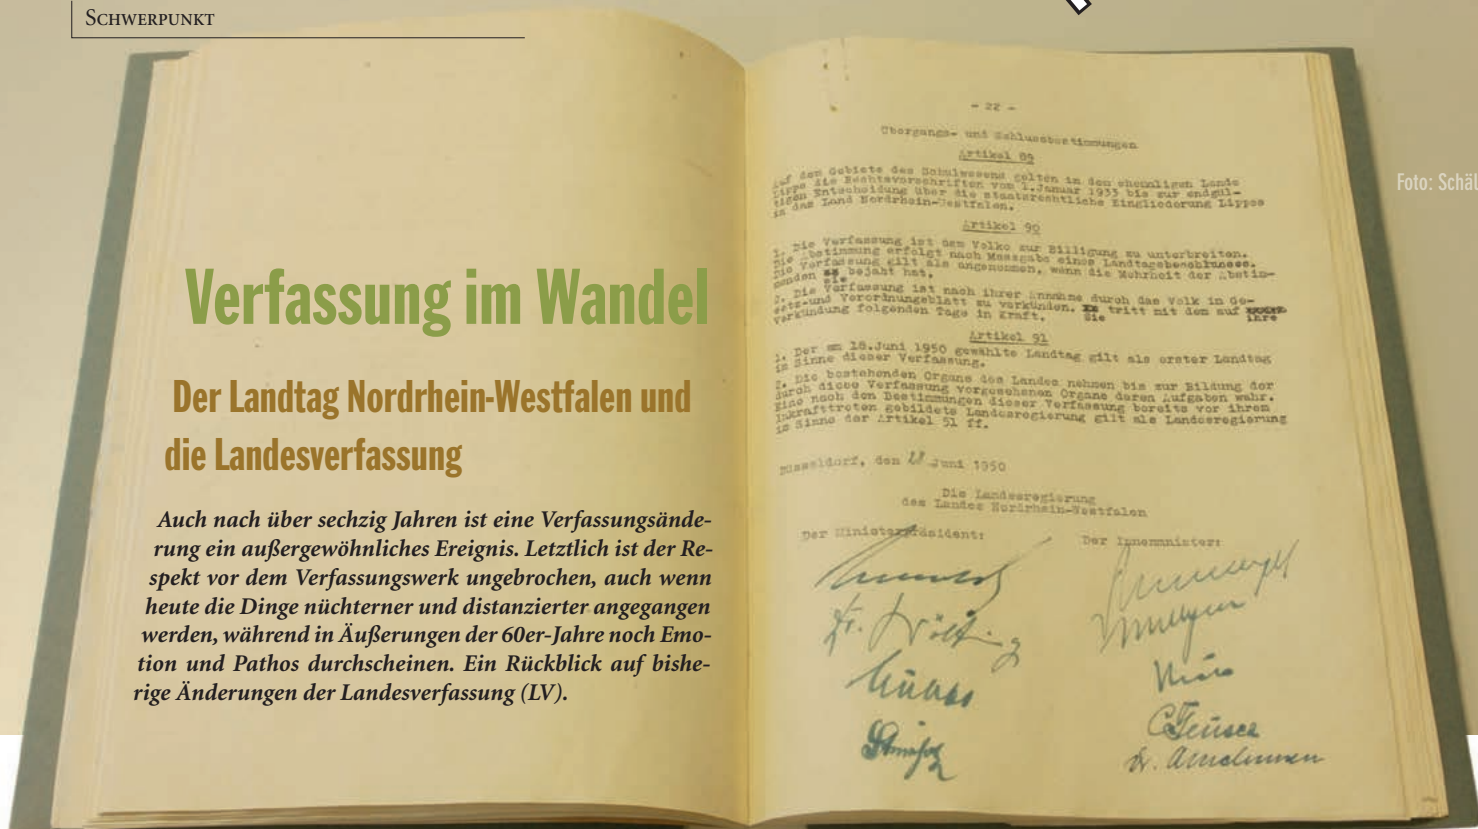 SCHWERPUNKT
Foto: Schäl
Verfassung im Wandel
Der Landtag Nordrhein-Westfalen und
die Landesverfassung
Auch nach über sechzig Jahren ist eine Verfassungsände-
rung ein außergewöhnliches Ereignis. Letztlich ist der Re-
spekt vor dem Verfassungswerk ungebrochen, auch wenn
heute die Dinge nüchterner und distanzierter angegangen
werden, während in Äußerungen der 60er-Jahre noch Emo-
tion und Pathos durchscheinen. Ein Rückblick auf bishe-
rige Änderungen der Landesverfassung (LV).
- 22 -
Übergangs- und Schlussbestimmungen
Artikel 89
Auf dem Gebiete des Schulwesens gelten in dem ehemaligen Lande
Lippe die Rechtsvorschriften vom 1.Januar 1933 bis zur endgül-
tigen Entscheidung über die staatsrechtliche Eingliederung Lippes
in das Land Nordrhein-Westfalen.
Artikel 90
1. Die Verfassung ist dem Volke zur Billigung zu unterbreiten.
Die Abstimmung erfolgt nach Massgabe eines Landtagsbeschlusses.
Die Verfassung gilt als angenommen, wenn die Mehrheit der Abstim-
menden sie bejaht hat.
2. Die Verfassung ist nach ihrer Annahme durch das Volk in Ge-
setz-und Verordnungsblatt zu verkünden. Sie tritt mit dem auf ihre
Verkündung folgenden Tage in Kraft.
Artikel 91
1. Der am 18.Juni 1950 gewählte Landtag gilt als erster Landtag
im Sinne dieser Verfassung.
2. Die bestehenden Organe des Landes nehmen bis zur Bildung der
durch diese Verfassung vorgesehenen Organe deren Aufgaben wahr.
Eine nach den Bestimmungen dieser Verfassung bereits vor ihrem
Inkrafttreten gebildete Landesregierung gilt als Landesregierung
im Sinne der Artikel 51 ff.
Düsseldorf, den Juni 1950
Die Landesregierung
des Landes Nordrhein-Westfalen
Der Ministerpräsident:
Der Innenminister:
Dr.
Dr. Amelunxen